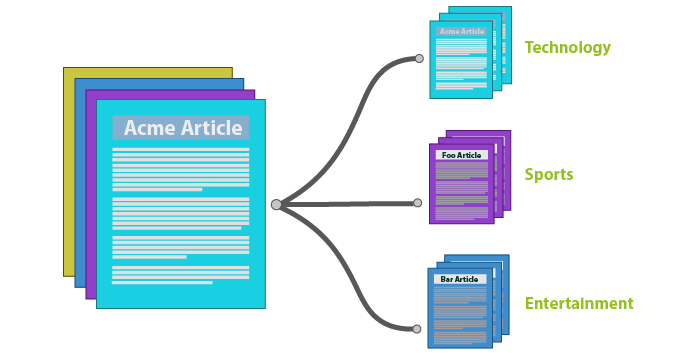 Acme Article
Acme Article
Technology
Foo Article
Sports
Bar Article
Entertainment